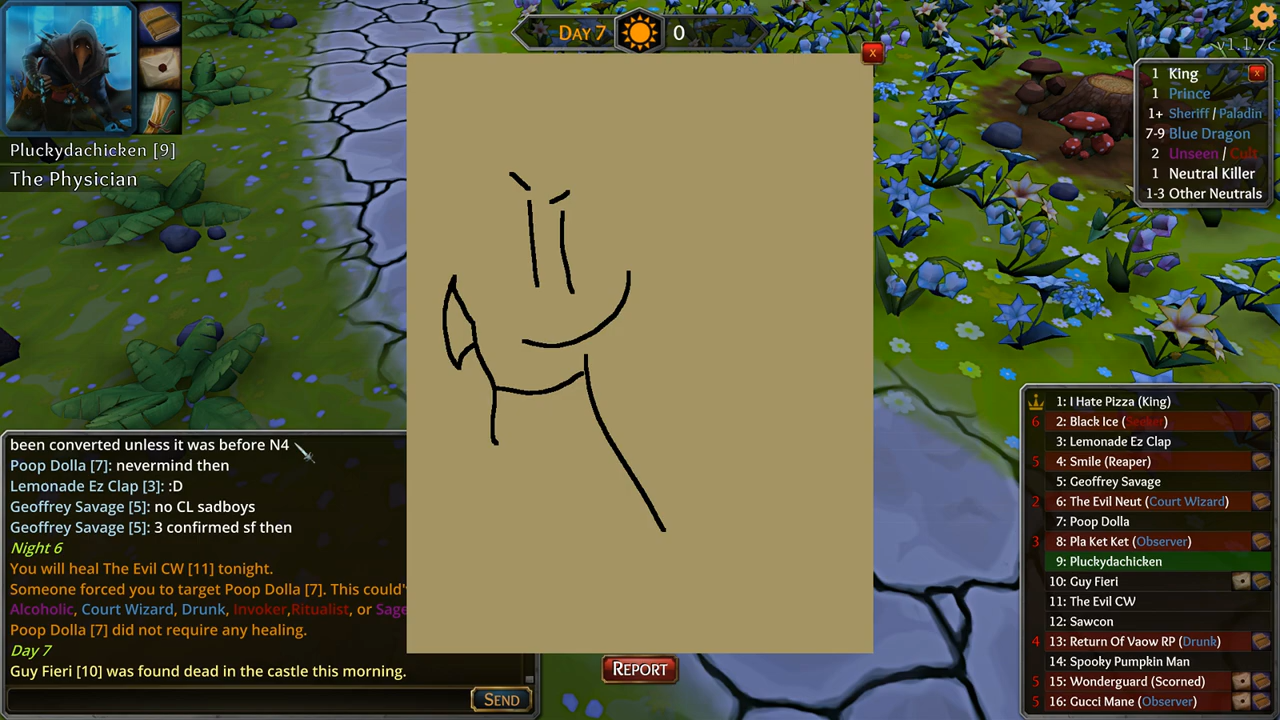 Day 7
0
v1.1.7c
x
Pluckydachicken [9]
The Physician
x
1 King
1 Prince
1+ Sheriff / Paladin
7-9 Blue Dragon
2 Unseen / Cult
1 Neutral Killer
1-3 Other Neutrals
been converted unless it was before N4
Poop Dolla [7]: nevermind then
Lemonade Ez Clap [3]: :D
Geoffrey Savage [5]: no CL sadboys
Geoffrey Savage [5]: 3 confirmed sf then
Night 6
You will heal The Evil CW [11] tonight.
Someone forced you to target Poop Dolla [7]. This could'
Alcoholic, Court Wizard, Drunk, Invoker,Ritualist, or Sage
Poop Dolla [7] did not require any healing.
Day 7
Guy Fieri [10] was found dead in the castle this morning.
Send
Report
1: I Hate Pizza (King)
6 2: Black Ice (Seeker)
3: Lemonade Ez Clap
5 4: Smile (Reaper)
5: Geoffrey Savage
2 6: The Evil Neut (Court Wizard)
7: Poop Dolla
3 8: Pla Ket Ket (Observer)
9: Pluckydachicken
10: Guy Fieri
11: The Evil CW
12: Sawcon
4 13: Return Of Vaow RP (Drunk)
14: Spooky Pumpkin Man
5 15: Wonderguard (Scorned)
5 16: Gucci Mane (Observer)